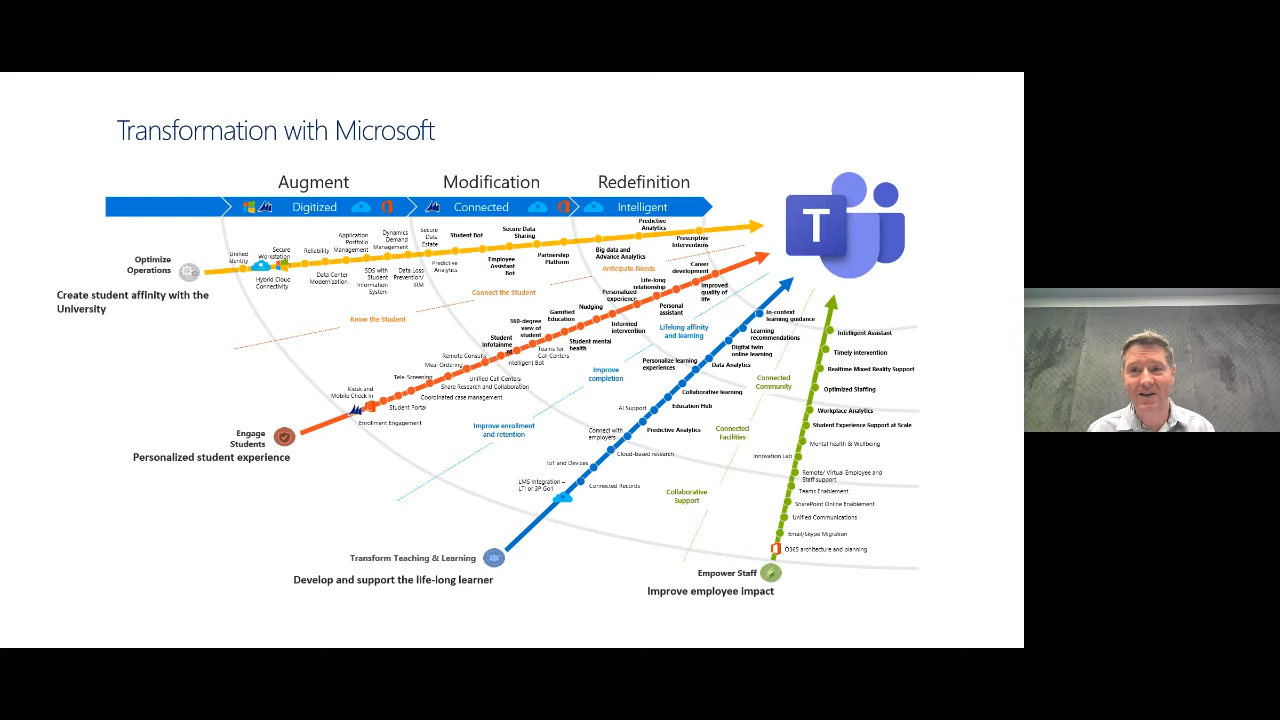 Transformation with Microsoft
Augment
Modification
Redefinition
Digitized
Connected
Intelligent
T
Optimize
Operations
Create student affinity with the
University
Unified
Identity
Secure
Workstation
Hybrid Cloud
Connectivity
Reliability
Data Center
Modernization
Application
Portfolio
Management
SDS with
Student
Information
System
Dynamics
Demand
Management
Data Loss
Prevention/
IRM
Secure
Data
Estate
Predictive
Analytics
Student Bot
Employee
Assistant
Bot
Secure Data
Sharing
Partnership
Platform
Big data and
Advance Analytics
Predictive
Analytics
Prescriptive
Interventions
Know the Student
Connect the Student
Anticipate Needs
Engage
Students
Personalized student experience
Kiosk and
Mobile Check In
Enrollment Engagement
Student Portal
Tele-Screening
Coordinated case management
Meal Ordering
Share Research and Collaboration
Remote Consults
Unified Call Centers
Student
Infotainme
nt
Intelligent Bot
360-degree
view of
student
Teams for
Call Centers
Gamified
Education
Student mental
health
Nudging
Informed
intervention
Personalized
experience
Life-long
relationship
Personal
assistant
Career
development
Improved
quality of
life
Improve enrollment
and retention
Improve
completion
Lifelong affinity
and learning
Transform Teaching & Learning
Develop and support the life-long learner
LMS Integration –
LTI or 3P Go1
Connected Records
IoT and Devices
Cloud-based research
Connect with
employers
Predictive Analytics
AI Support
Education Hub
Collaborative learning
Personalize learning
experiences
Data Analytics
Digital twin
online learning
Learning
recommendations
In-context
learning guidance
Collaborative
Support
Connected
Facilities
Connected
Community
Empower Staff
Improve employee impact
Intelligent Assistant
Timely intervention
Realtime Mixed Reality Support
Optimized Staffing
Workplace Analytics
Student Experience Support at Scale
Mental health & Wellbeing
Innovation Lab
Remote/ Virtual Employee and
Staff support
Teams Enablement
SharePoint Online Enablement
Unified Communications
Email/Skype Migration
O365 architecture and planning